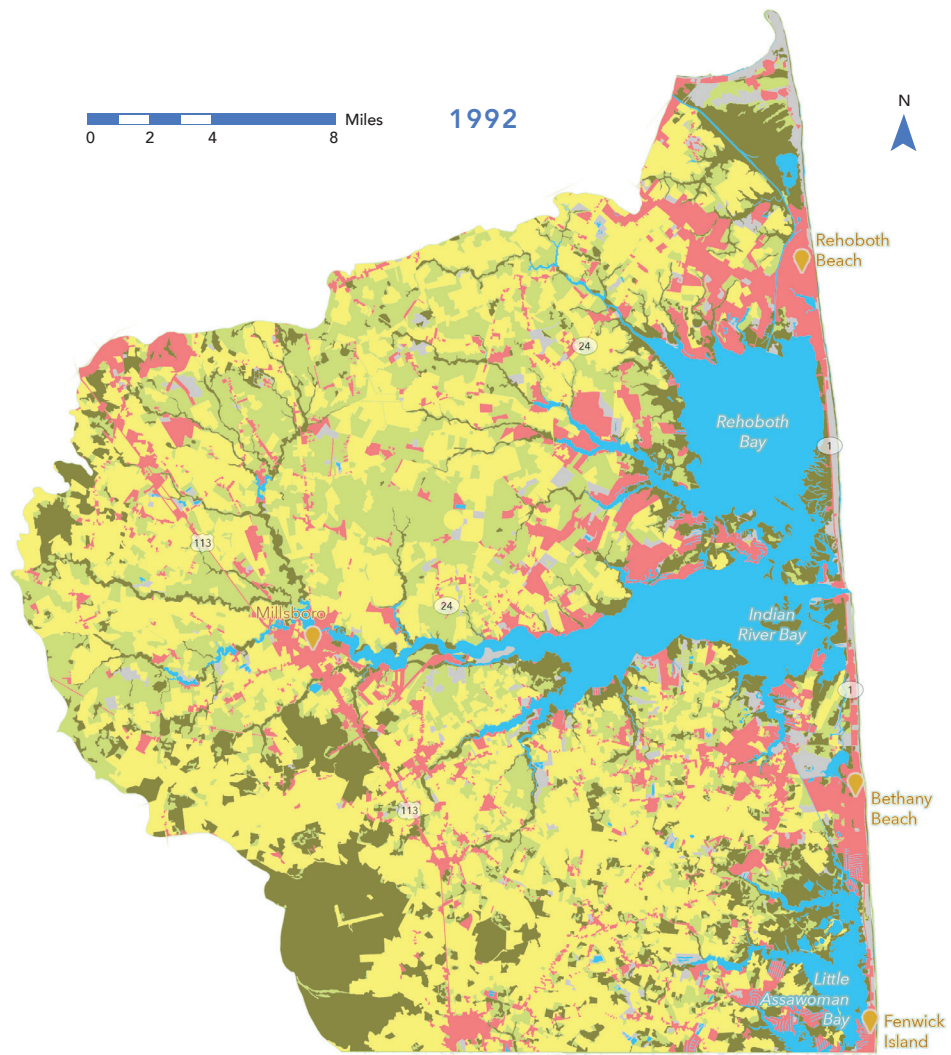 1992
N
Miles
0 2 4 8
Rehoboth
Beach
24
Rehoboth
Bay
1
113
24
Millsboro
Indian
River Bay
1
Bethany
Beach
113
Little
Assawoman
Bay
Fenwick
Island